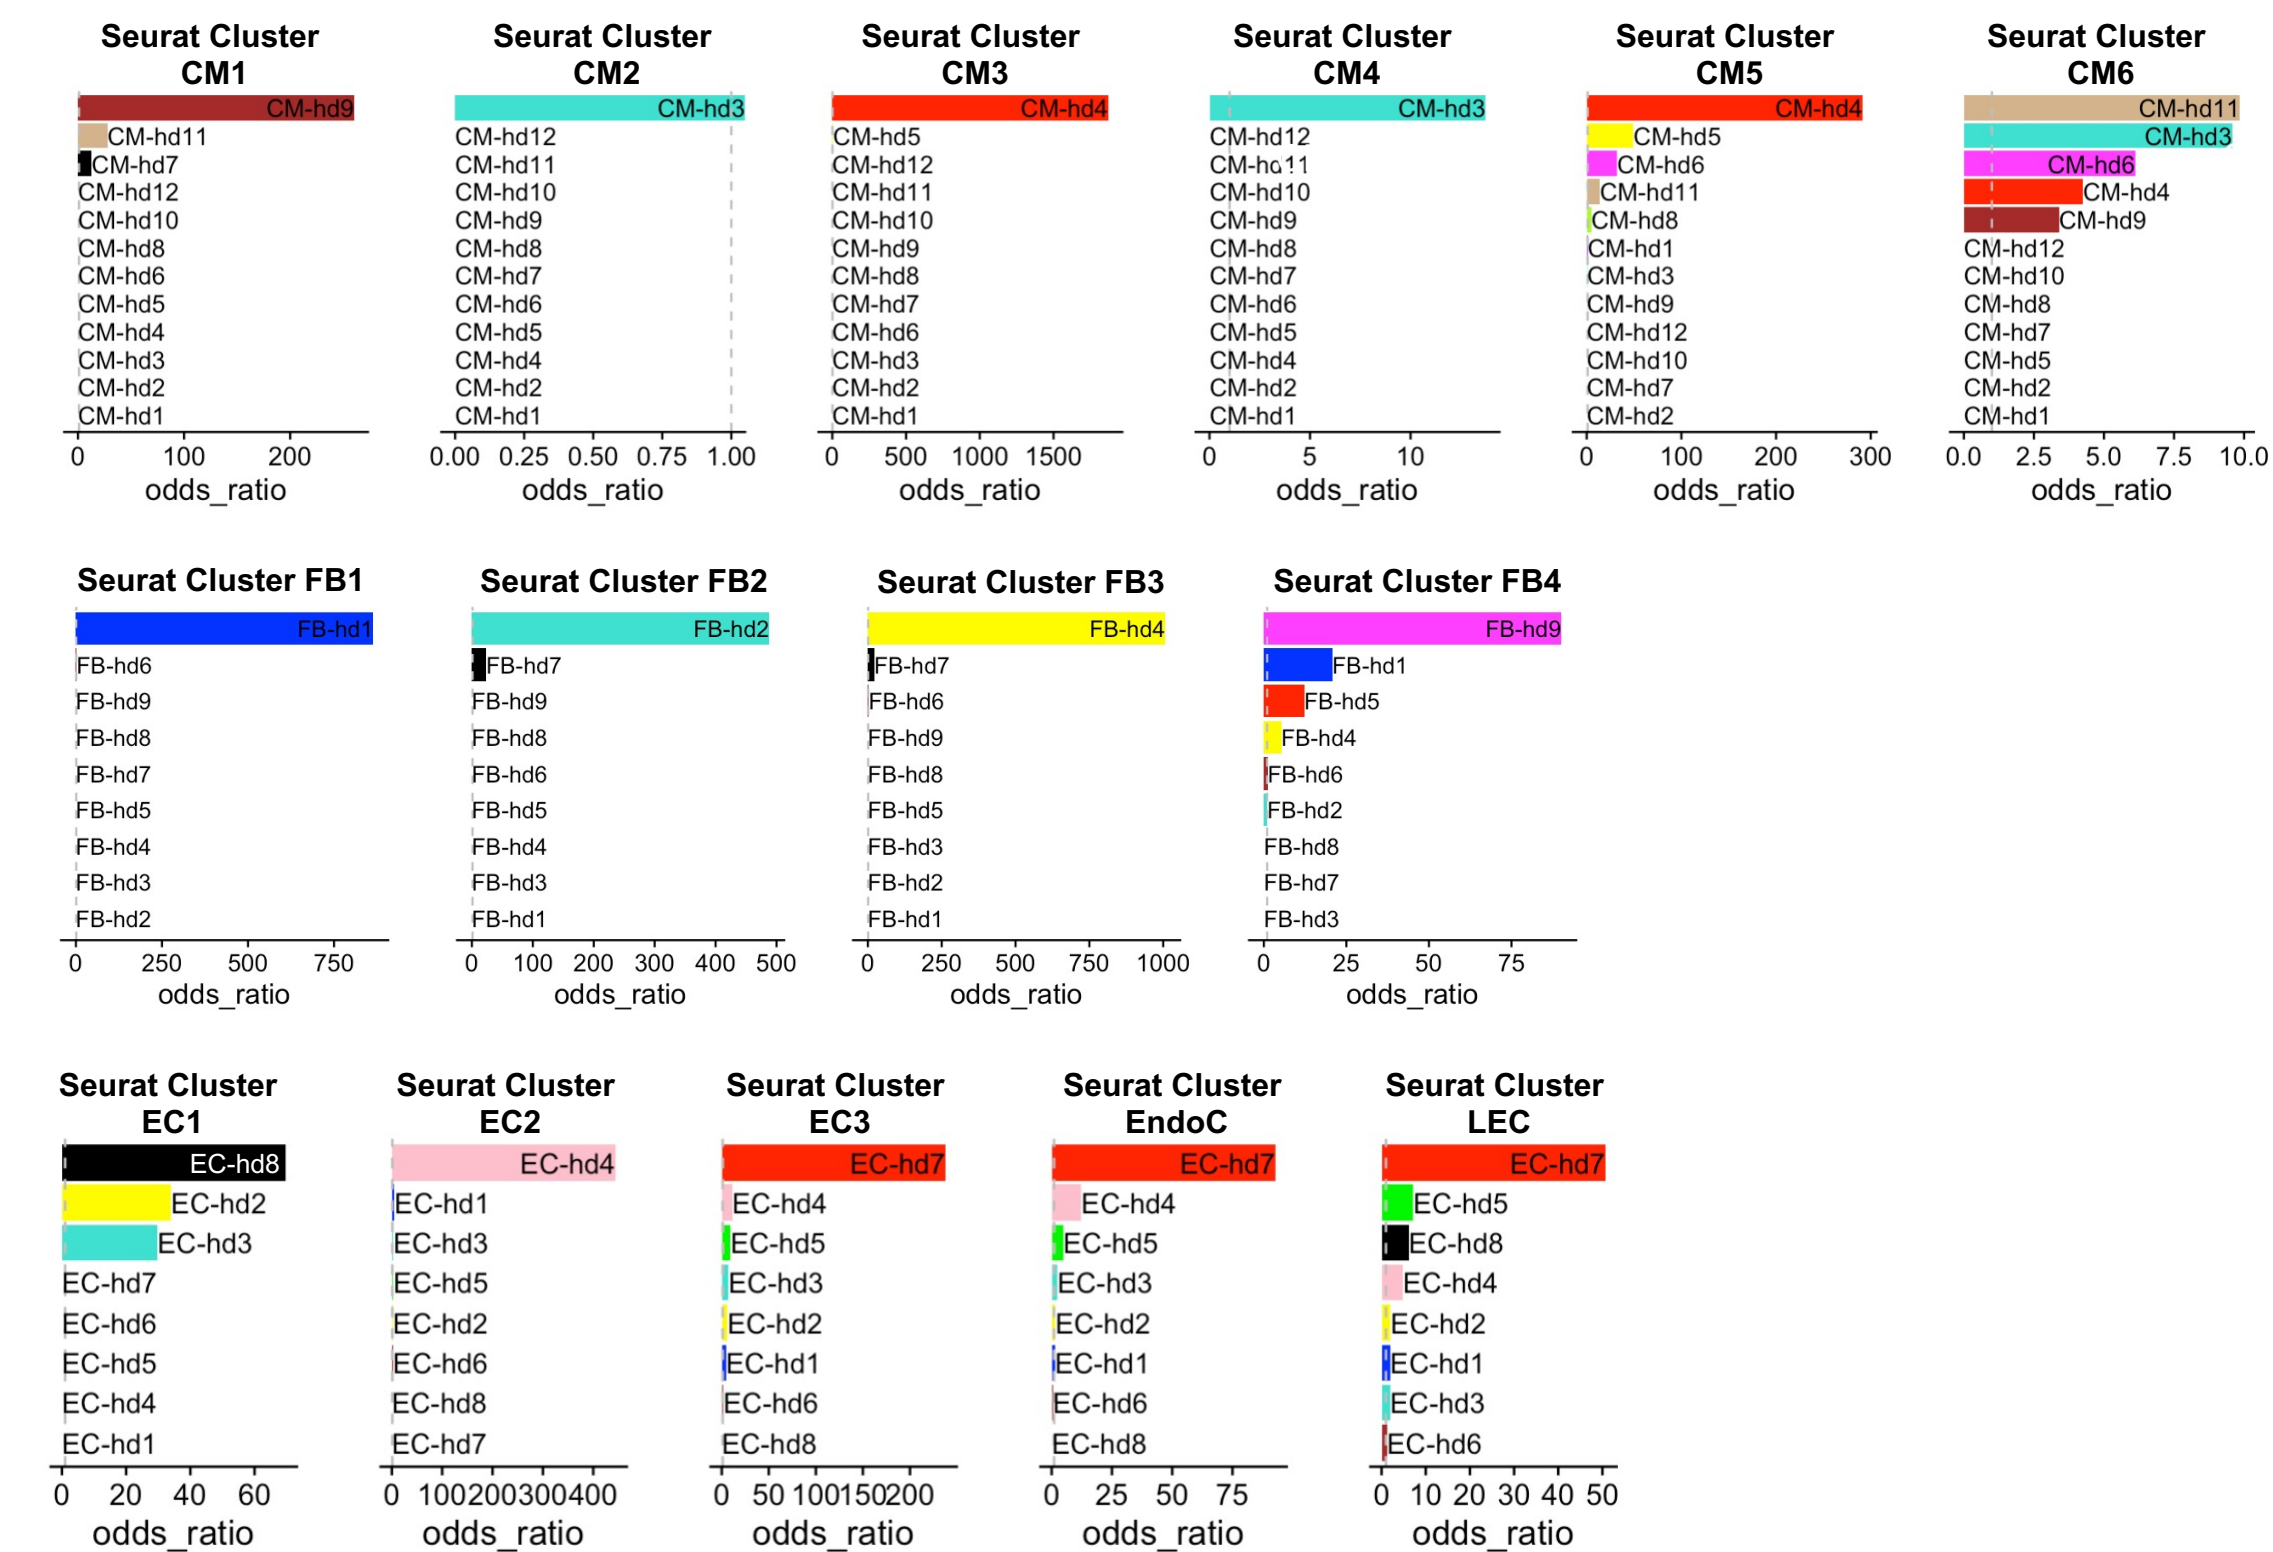 Seurat Cluster
CM1
CM-hd9
CM-hd11
CM-hd7
CM-hd12
CM-hd10
CM-hd8
CM-hd6
CM-hd5
CM-hd4
CM-hd3
CM-hd2
CM-hd1
0 100 200
odds_ratio
Seurat Cluster
CM2
CM-hd3
CM-hd12
CM-hd11
CM-hd10
CM-hd9
CM-hd8
CM-hd7
CM-hd6
CM-hd5
CM-hd4
CM-hd2
CM-hd1
0.00 0.25 0.50 0.75 1.00
odds_ratio
Seurat Cluster
CM3
CM-hd4
CM-hd5
CM-hd12
CM-hd11
CM-hd10
CM-hd9
CM-hd8
CM-hd7
CM-hd6
CM-hd3
CM-hd2
CM-hd1
0 500 1000 1500
odds_ratio
Seurat Cluster
CM4
CM-hd3
CM-hd12
CM-hd11
CM-hd10
CM-hd9
CM-hd8
CM-hd7
CM-hd6
CM-hd5
CM-hd4
CM-hd2
CM-hd1
0 5 10
odds_ratio
Seurat Cluster
CM5
CM-hd4
CM-hd5
CM-hd6
CM-hd11
CM-hd8
CM-hd1
CM-hd3
CM-hd9
CM-hd12
CM-hd10
CM-hd7
CM-hd2
0 100 200 300
odds_ratio
Seurat Cluster
CM6
CM-hd11
CM-hd3
CM-hd6
CM-hd4
CM-hd9
CM-hd12
CM-hd10
CM-hd8
CM-hd7
CM-hd5
CM-hd2
CM-hd1
0.0 2.5 5.0 7.5 10.0
odds_ratio
Seurat Cluster FB1
FB-hd1
FB-hd6
FB-hd9
FB-hd8
FB-hd7
FB-hd5
FB-hd4
FB-hd3
FB-hd2
0 250 500 750
odds_ratio
Seurat Cluster FB2
FB-hd2
FB-hd7
FB-hd9
FB-hd8
FB-hd6
FB-hd5
FB-hd4
FB-hd3
FB-hd1
0 100 200 300 400 500
odds_ratio
Seurat Cluster FB3
FB-hd4
FB-hd7
FB-hd6
FB-hd9
FB-hd8
FB-hd5
FB-hd3
FB-hd2
FB-hd1
0 250 500 750 1000
odds_ratio
Seurat Cluster FB4
FB-hd9
FB-hd1
FB-hd5
FB-hd4
FB-hd6
FB-hd2
FB-hd8
FB-hd7
FB-hd3
0 25 50 75
odds_ratio
Seurat Cluster
EC1
EC-hd8
EC-hd2
EC-hd3
EC-hd7
EC-hd6
EC-hd5
EC-hd4
EC-hd1
0 20 40 60
odds_ratio
Seurat Cluster
EC2
EC-hd4
EC-hd1
EC-hd3
EC-hd5
EC-hd2
EC-hd6
EC-hd8
EC-hd7
0 100 200 300 400
odds_ratio
Seurat Cluster
EC3
EC-hd7
EC-hd4
EC-hd5
EC-hd3
EC-hd2
EC-hd1
EC-hd6
EC-hd8
0 50 100 150 200
odds_ratio
Seurat Cluster
EndoC
EC-hd7
EC-hd4
EC-hd5
EC-hd3
EC-hd2
EC-hd1
EC-hd6
EC-hd8
0 25 50 75
odds_ratio
Seurat Cluster
LEC
EC-hd7
EC-hd5
EC-hd8
EC-hd4
EC-hd2
EC-hd1
EC-hd3
EC-hd6
0 10 20 30 40 50
odds_ratio